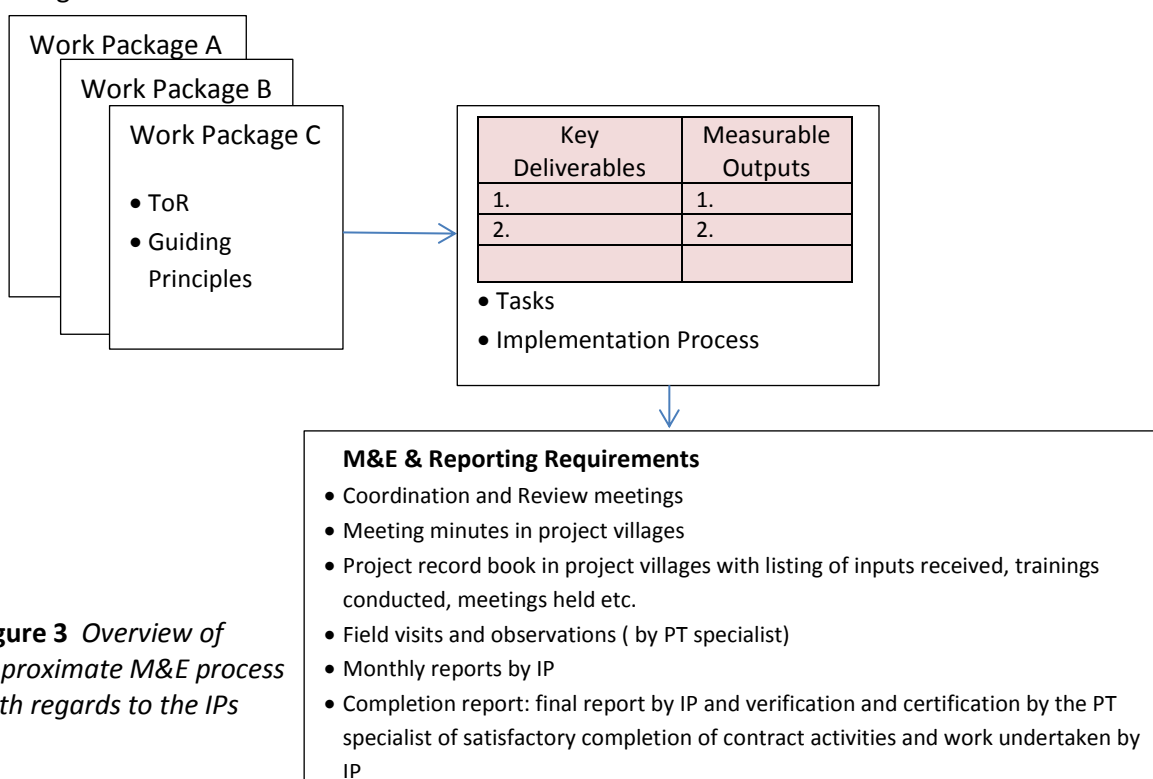 Work Package A
Work Package B
Work Package C
• ToR
• Guiding
Principles
Key
Deliverables
Measurable
Outputs
1.
1.
2.
2.
• Tasks
• Implementation Process
M&E & Reporting Requirements
• Coordination and Review meetings
• Meeting minutes in project villages
• Project record book in project villages with listing of inputs received, trainings
conducted, meetings held etc.
• Field visits and observations ( by PT specialist)
• Monthly reports by IP
• Completion report: final report by IP and verification and certification by the PT
specialist of satisfactory completion of contract activities and work undertaken by
IP
gure 3 Overview of
proximate M&E process
th regards to the IPs